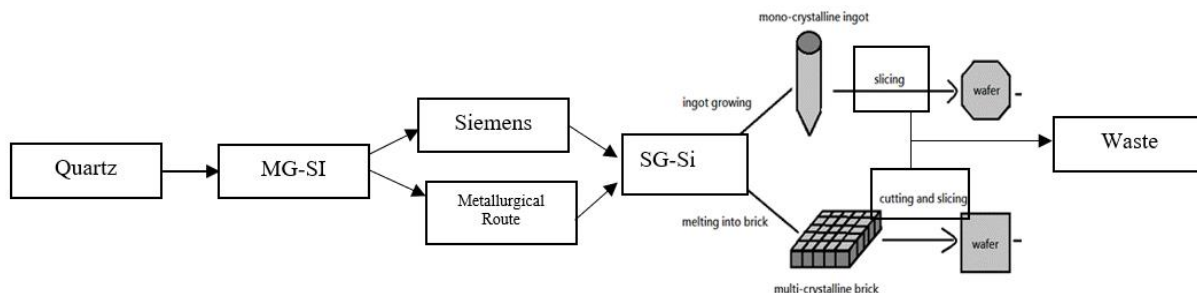 mono-crystalline ingot
slicing
wafer
ingot growing
Siemens
Quartz
MG-SI
SG-Si
Waste
Metallurgical
Route
melting into brick
cutting and slicing
wafer
multi-crystalline brick